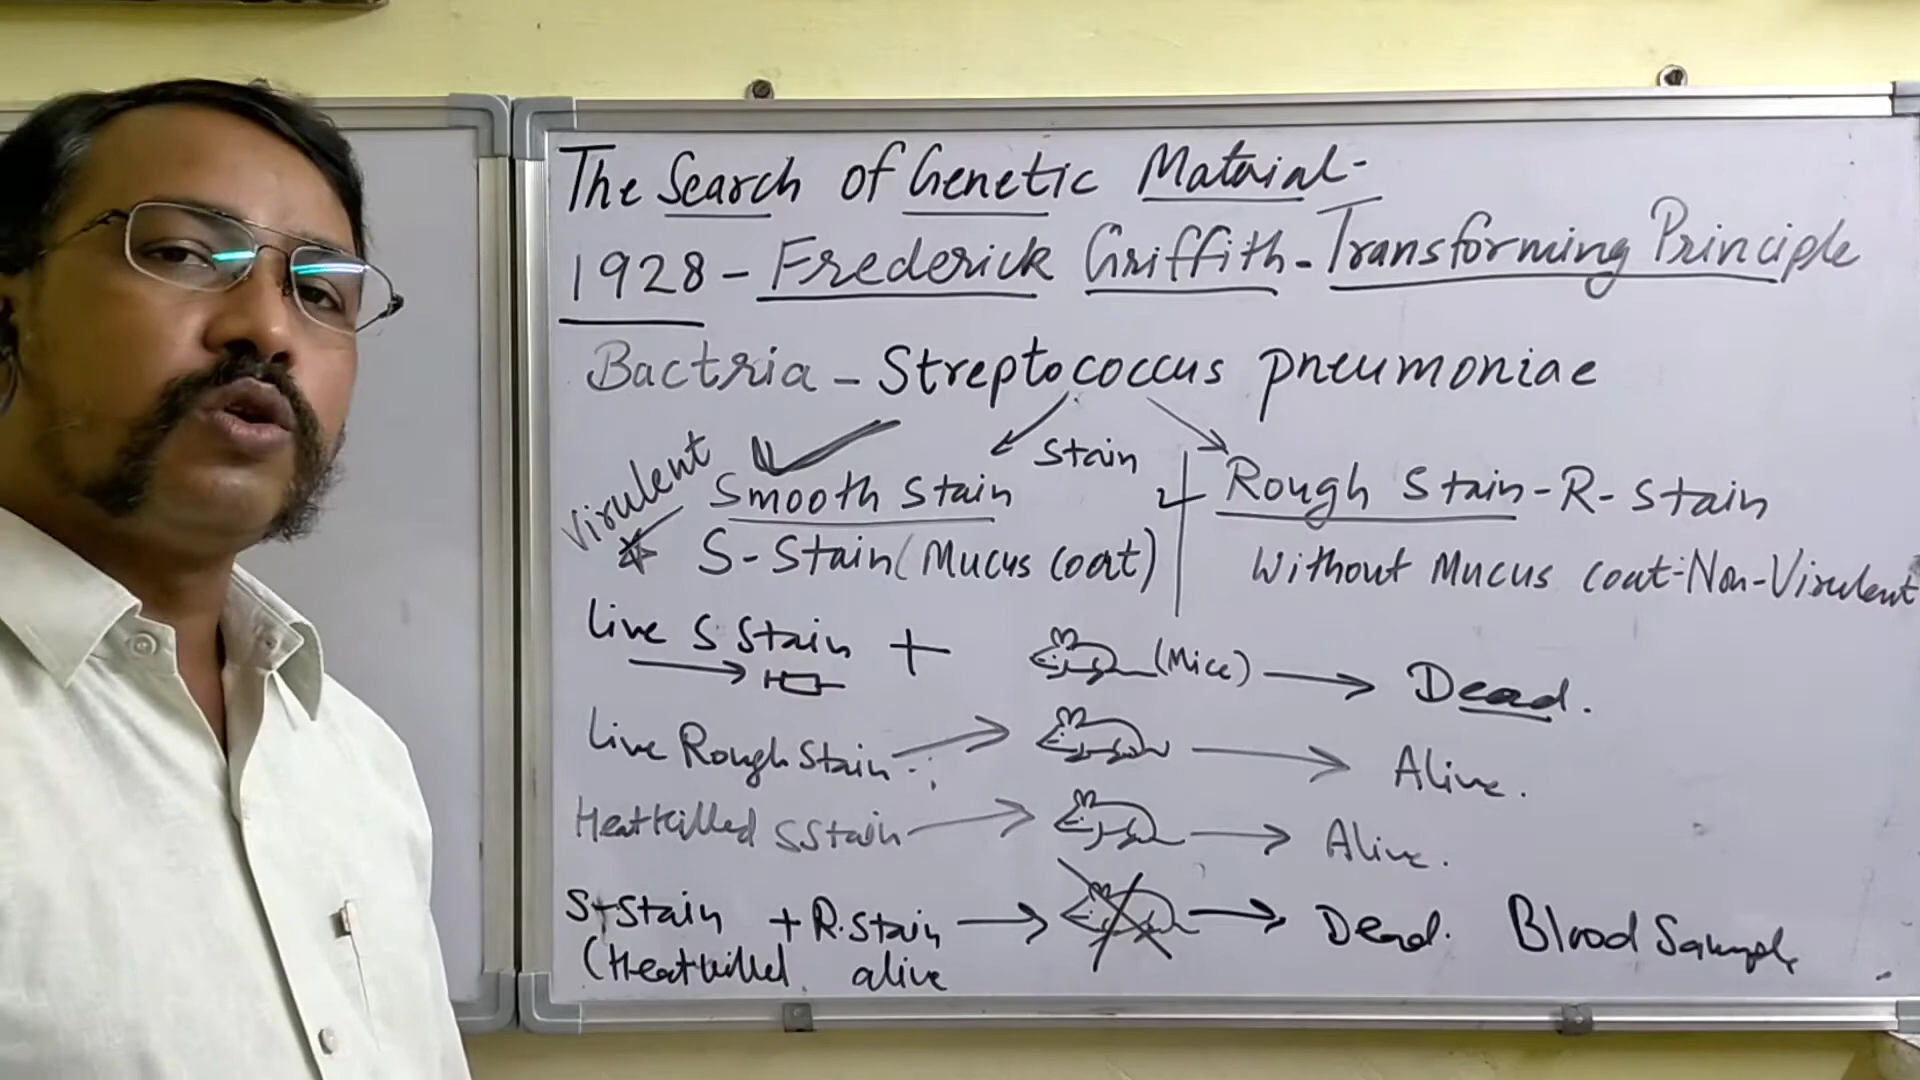 The Search of Genetic Mataial-
1928 - Frederick Griffith - Transforming Principle
Bactria - Streptococcus pneumoniae
Stain
Virulent
Smooth Stain
Rough Stain - R - Stain
S - Stain (Mucus Coat)
Without Mucus Coat - Non - Virulent
Live S Stain + (Mice) Dead.
Live Rough Stain Alive.
Heat killed S Stain Alive.
S - Stain + R. Stain Dead. Blood Sample
(Heat killed alive